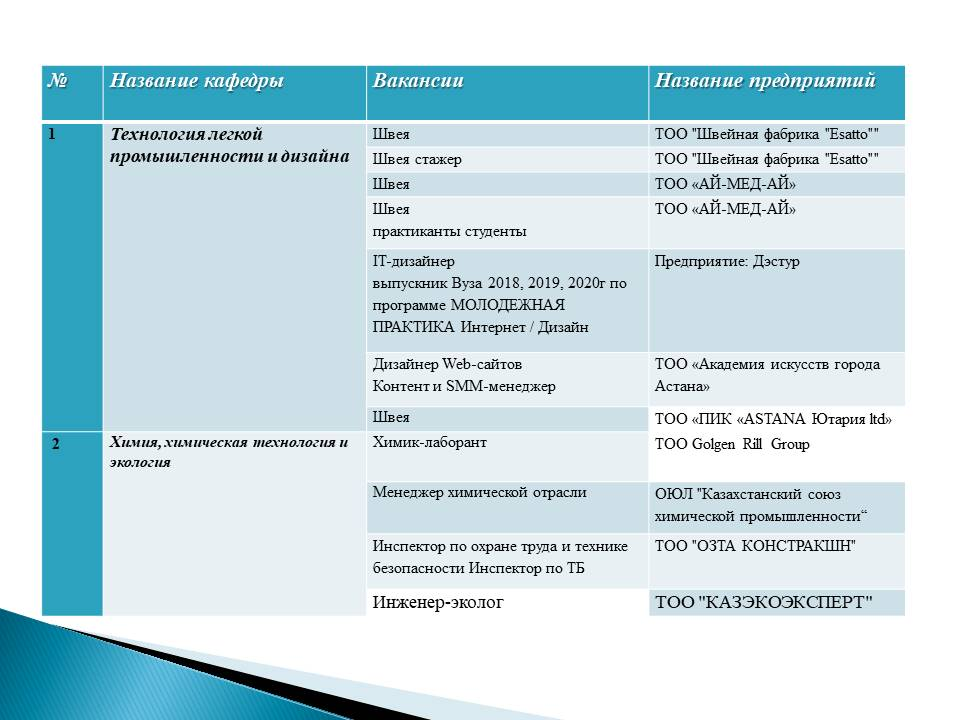 № Название кафедры Вакансии Название предприятий
1 Технология легкой
промышленности и дизайна
Швея ТОО "Швейная фабрика "Esatto""
Швея стажер ТОО "Швейная фабрика "Esatto""
Швея ТОО «АЙ-МЕД-АЙ»
Швея ТОО «АЙ-МЕД-АЙ»
практиканты студенты
IT-дизайнер Предприятие: Дэстур
выпускник Вуза 2018, 2019, 2020г по
программе МОЛОДЕЖНАЯ
ПРАКТИКА Интернет / Дизайн
Дизайнер Web-сайтов ТОО «Академия искусств города
Контент и SMM-менеджер Астана»
Швея ТОО «ПИК «ASTANA Ютария ltd»
2 Химия, химическая технология и
экология
Химик-лаборант ТОО Golgen Rill Group
Менеджер химической отрасли ОЮЛ "Казахстанский союз
химической промышленности“
Инспектор по охране труда и технике ТОО "ОЗТА КОНСТРАКШН"
безопасности Инспектор по ТБ
Инженер-эколог ТОО "КАЗЭКОЭКСПЕРТ"